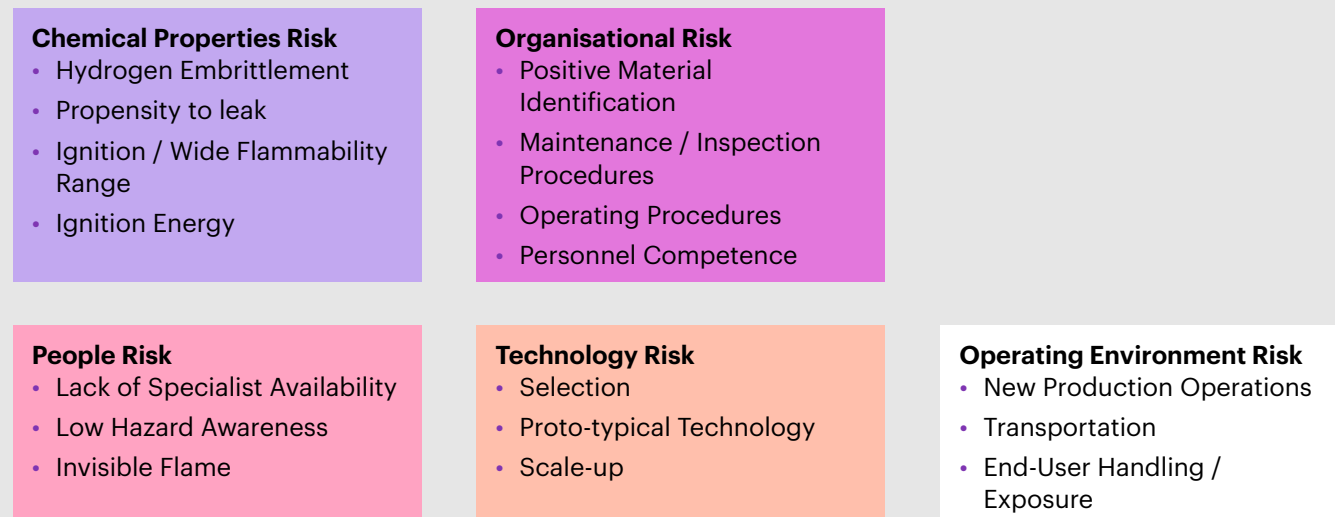 Chemical Properties Risk
• Hydrogen Embrittlement
• Propensity to leak
• Ignition / Wide Flammability
Range
• Ignition Energy
Organisational Risk
• Positive Material
Identification
• Maintenance / Inspection
Procedures
• Operating Procedures
• Personnel Competence
People Risk
• Lack of Specialist Availability
• Low Hazard Awareness
• Invisible Flame
Technology Risk
• Selection
• Proto-typical Technology
• Scale-up
Operating Environment Risk
• New Production Operations
• Transportation
• End-User Handling /
Exposure